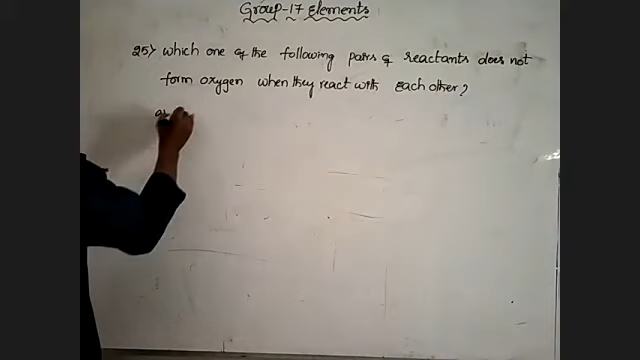 Group-17 Elements
25) which one of the following pairs of reactants does not
form oxygen when they react with each other?